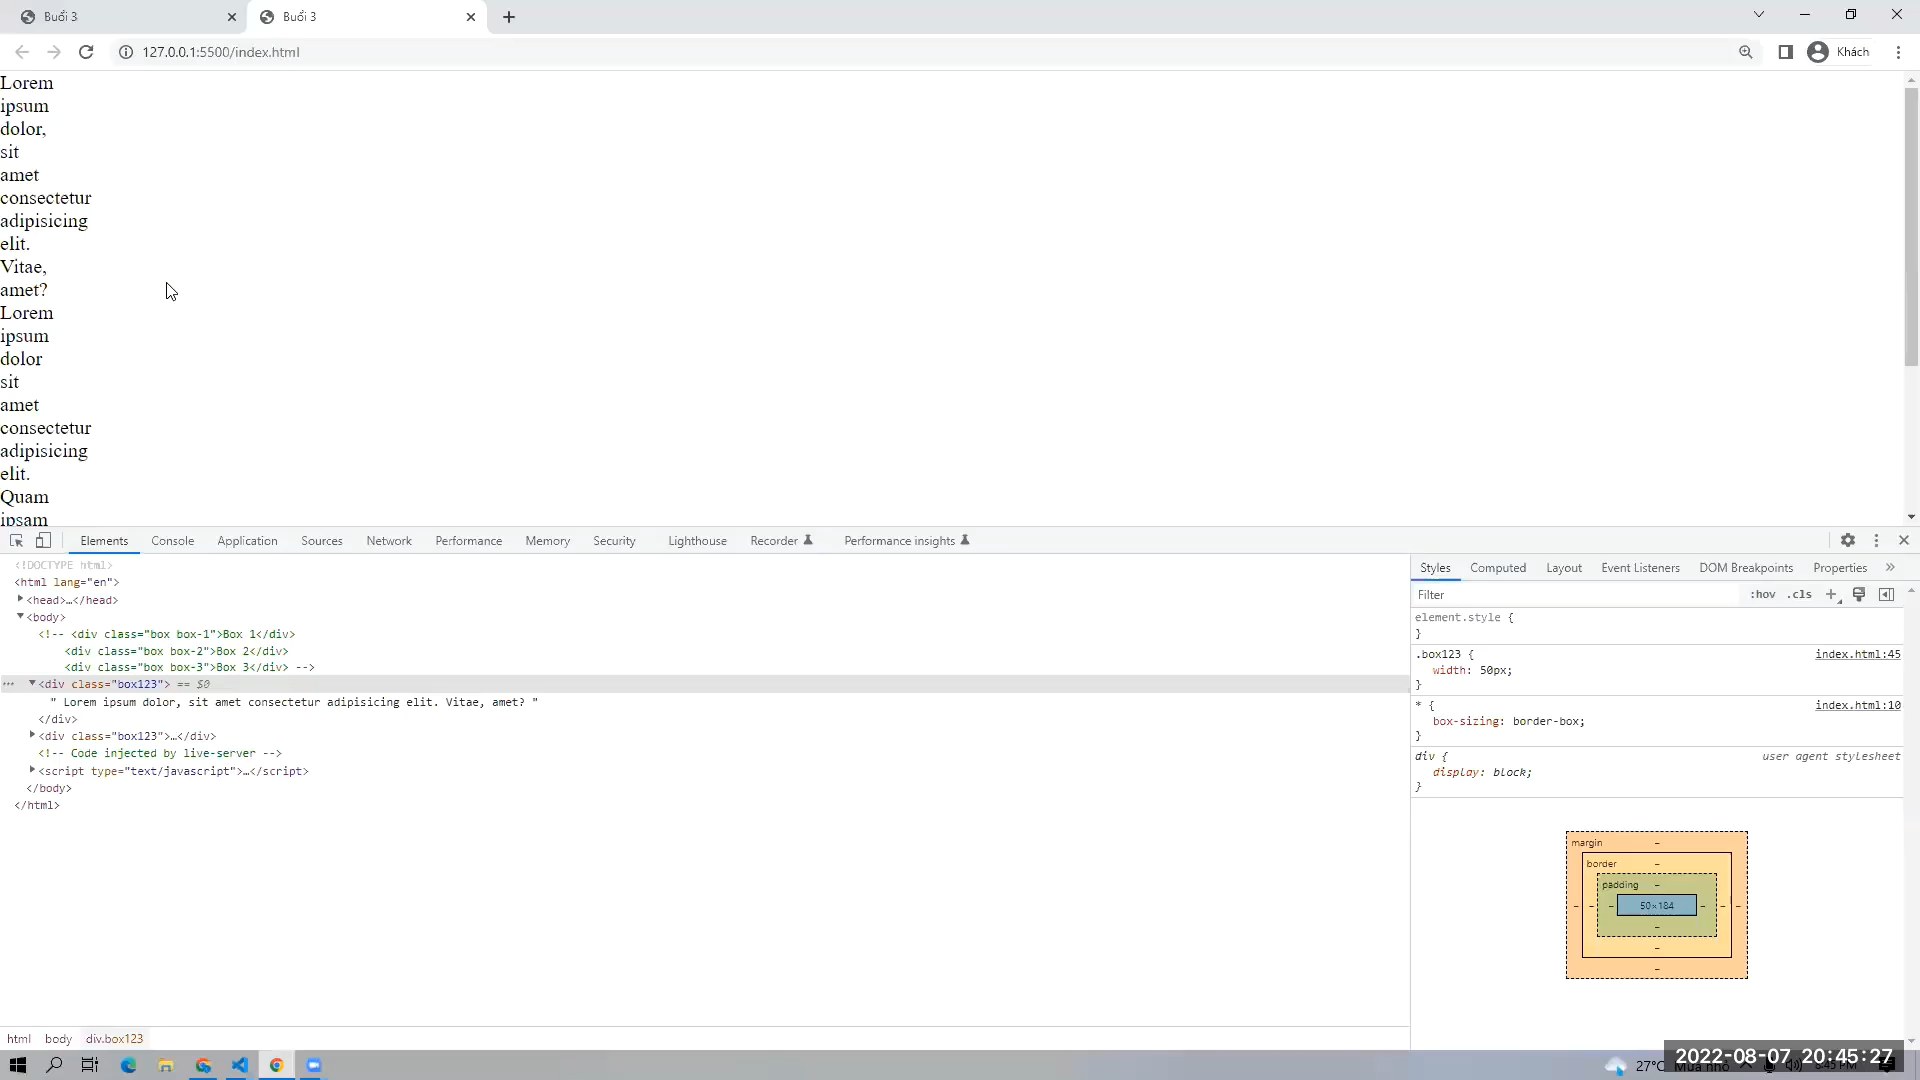 Buổi 3
Buổi 3
127.0.0.1:5500/index.html
Khách
Lorem
ipsum
dolor,
sit
amet
consectetur
adipisicing
elit.
Vitae,
amet?
Lorem
ipsum
dolor
sit
amet
consectetur
adipisicing
elit.
Quam
ipsam
Elements Console Application Sources Network Performance Memory Security Lighthouse Recorder Performance insights
<!DOCTYPE html>
<html lang="en">
<head>…</head>
<body>
<!-- <div class="box box-1">Box 1</div>
<div class="box box-2">Box 2</div>
<div class="box box-3">Box 3</div> -->
<div class="box123"> == $0
" Lorem ipsum dolor, sit amet consectetur adipisicing elit. Vitae, amet? "
</div>
<div class="box123">…</div>
<!-- Code injected by live-server -->
<script type="text/javascript">…</script>
</body>
</html>
html body div.box123
Styles Computed Layout Event Listeners DOM Breakpoints Properties
Filter :hov .cls
element.style {
}
.box123 { index.html:45
width: 50px;
}
* { index.html:10
box-sizing: border-box;
}
div { user agent stylesheet
display: block;
}
margin –
border –
padding –
– – – 50×184 – – –
–
–
–
27°C Mưa nhỏ
2022-08-07 20:45:27